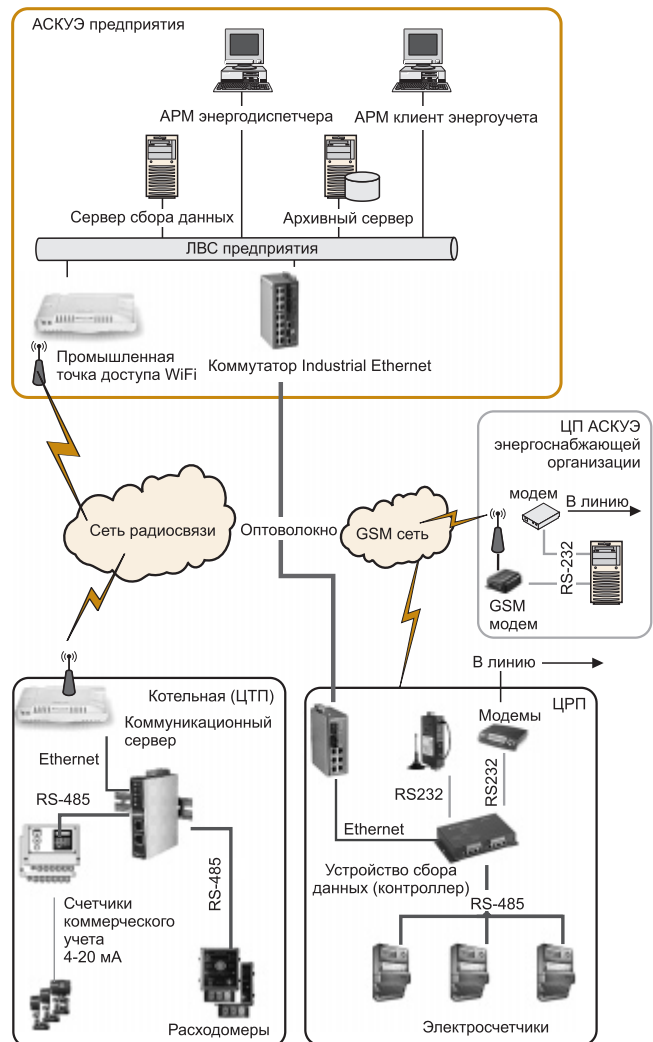 АСКУЭ предприятия
АРМ энергодиспетчера
АРМ клиент энергоучета
Сервер сбора данных
Архивный сервер
ЛВС предприятия
Промышленная
точка доступа WiFi
Коммутатор Industrial Ethernet
ЦП АСКУЭ
энергоснабжающей
организации
модем
В линию
RS-232
GSM
модем
Сеть радиосвязи
Оптоволокно
GSM сеть
В линию
Котельная (ЦТП)
Коммуникационный
сервер
Ethernet
RS-485
RS-485
Счетчики
коммерческого
учета
4-20 мА
Расходомеры
ЦРП
Модемы
RS232
RS232
Ethernet
Устройство сбора
данных (контроллер)
RS-485
Электросчетчики